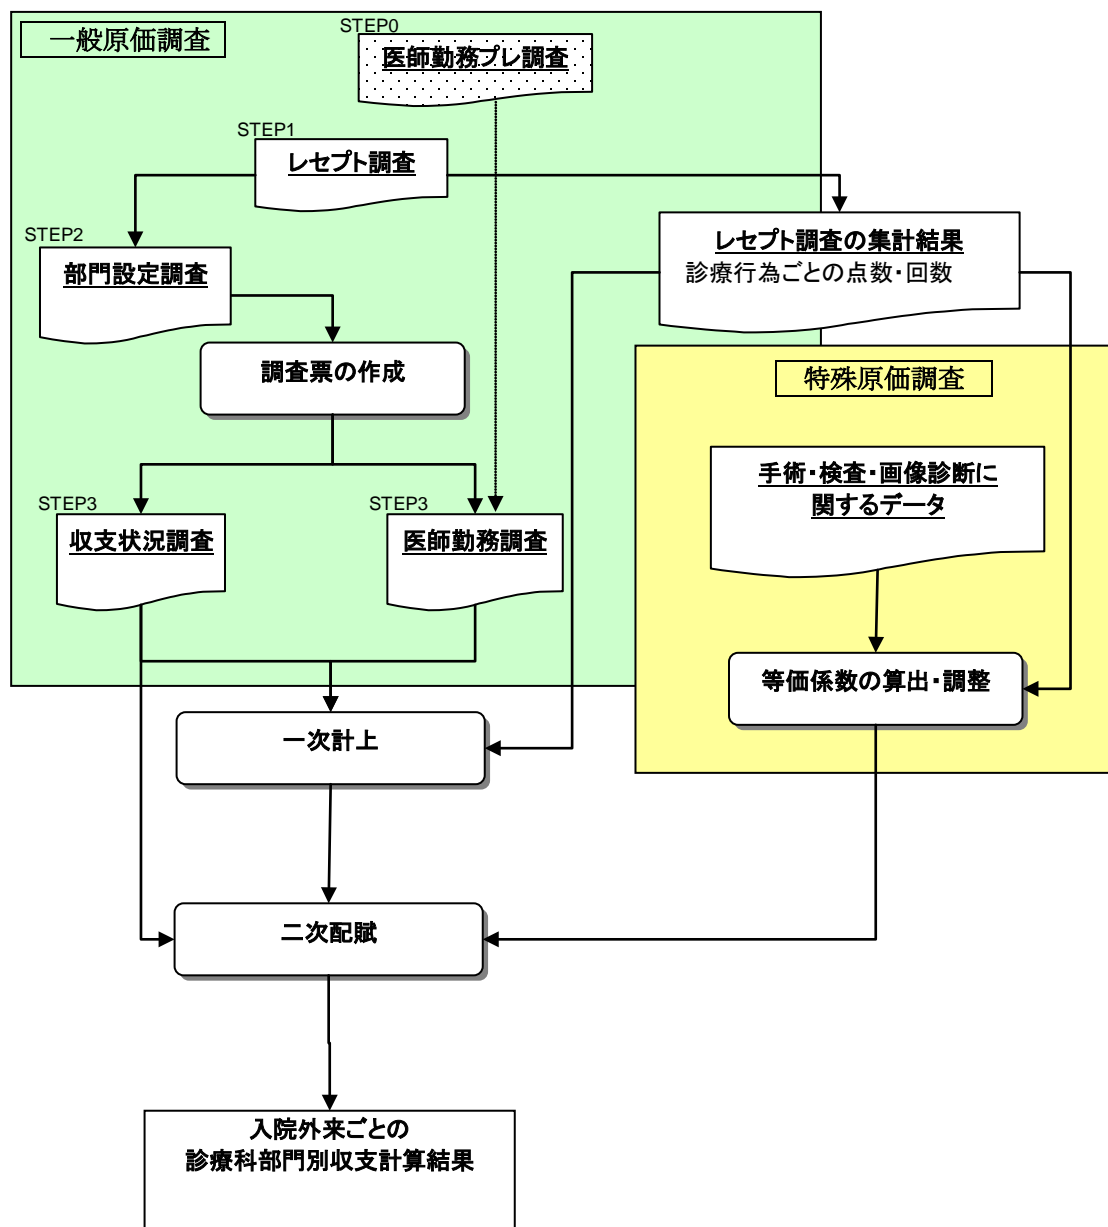 一般原価調査
STEP0
医師勤務プレ調査
STEP1
レセプト調査
STEP2
部門設定調査
レセプト調査の集計結果
診療行為ごとの点数・回数
調査票の作成
特殊原価調査
手術・検査・画像診断に
関するデータ
STEP3
収支状況調査
STEP3
医師勤務調査
等価係数の算出・調整
一次計上
二次配賦
入院外来ごとの
診療科部門別収支計算結果